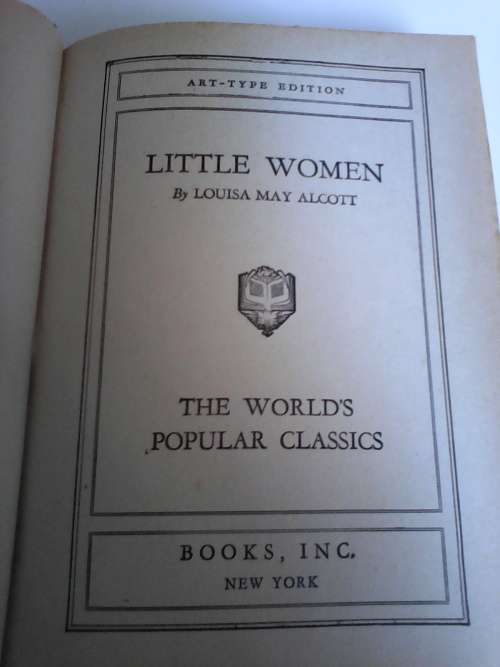 ART-TYPE EDITION
LITTLE WOMEN
By LOUISA MAY ALCOTT
THE WORLD'S
POPULAR CLASSICS
BOOKS, INC.
NEW YORK